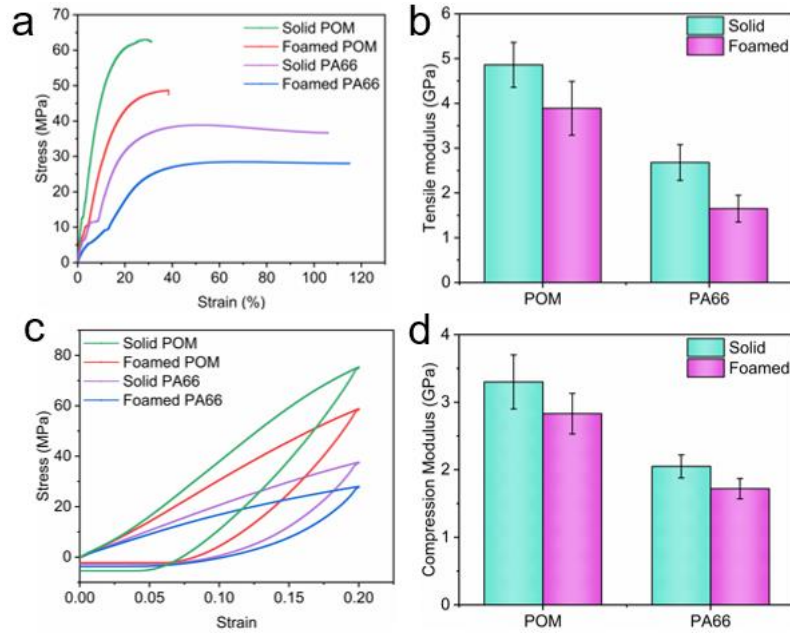 a
Solid POM
Foamed POM
Solid PA66
Foamed PA66
Stress (MPa)
70
60
50
40
30
20
10
0
0 20 40 60 80 100 120
Strain (%)
b
Solid
Foamed
Tensile modulus (GPa)
6
5
4
3
2
1
0
POM PA66
c
Solid POM
Foamed POM
Solid PA66
Foamed PA66
Stress (MPa)
80
60
40
20
0
0.00 0.05 0.10 0.15 0.20
Strain
d
Solid
Foamed
Compression Modulus (GPa)
4
3
2
1
0
POM PA66